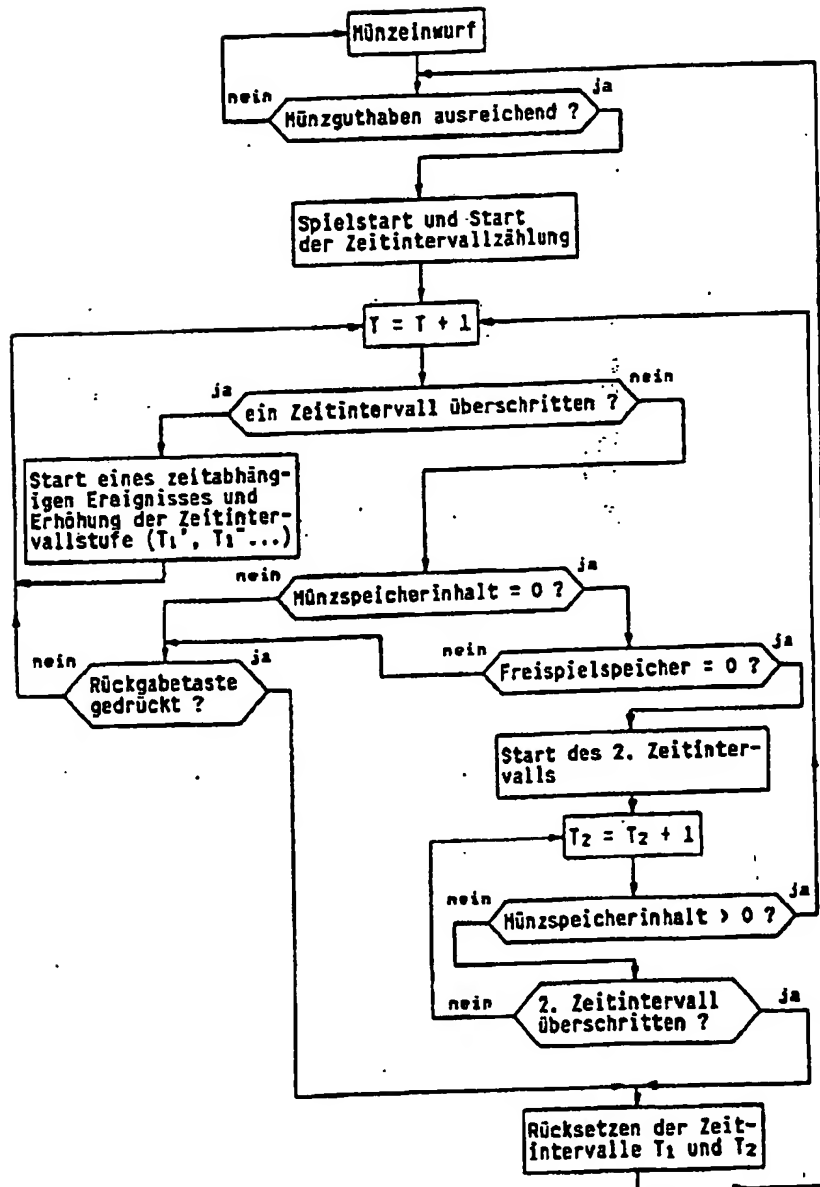 Münzeinwurf
nein
ja
Münzguthaben ausreichend ?
Spielstart und Start
der Zeitintervallzählung
T = T + 1
ja
nein
ein Zeitintervall überschritten ?
Start eines zeitabhäng-
igen Ereignisses und
Erhöhung der Zeitinter-
vallstufe (T1', T1"...)
nein
ja
Münzspeicherinhalt = 0 ?
nein
ja
Rückgabetaste
gedrückt ?
nein
ja
Freispielspeicher = 0 ?
Start des 2. Zeitinter-
valls
T2 = T2 + 1
nein
ja
Münzspeicherinhalt > 0 ?
nein
ja
2. Zeitintervall
überschritten ?
Rücksetzen der Zeit-
intervalle T1 und T2